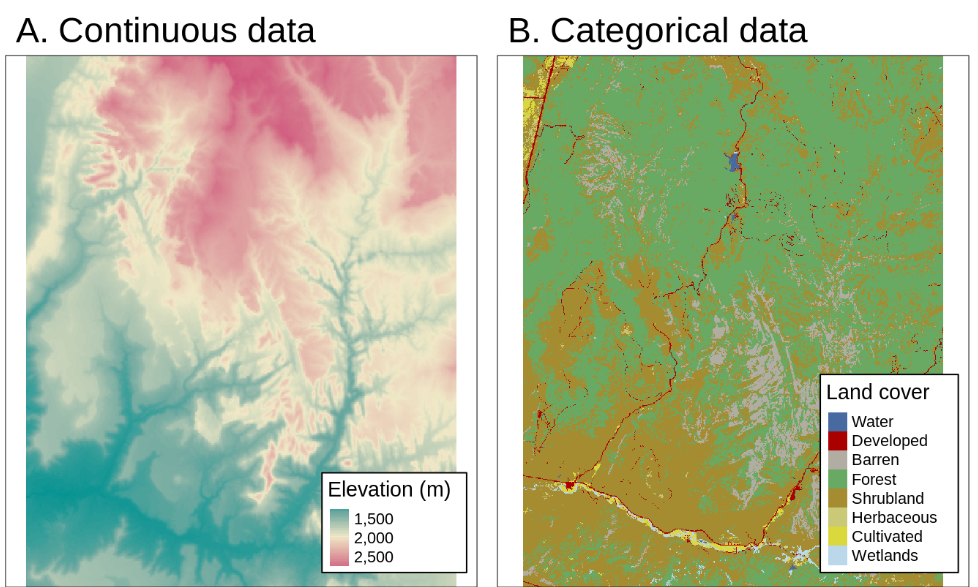 A. Continuous data
B. Categorical data
Elevation (m)
1,500
2,000
2,500
Land cover
Water
Developed
Barren
Forest
Shrubland
Herbaceous
Cultivated
Wetlands